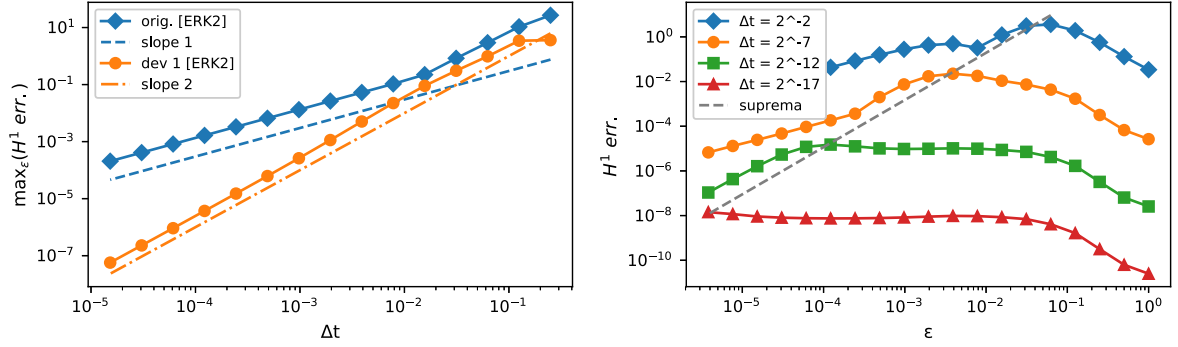 10^1
10^-1
10^-3
10^-5
10^-7
max_ε(H^1 err.)
orig. [ERK2]
slope 1
dev 1 [ERK2]
slope 2
10^-5
10^-4
10^-3
10^-2
10^-1
Δt
10^0
10^-2
10^-4
10^-6
10^-8
10^-10
H^1 err.
Δt = 2^-2
Δt = 2^-7
Δt = 2^-12
Δt = 2^-17
suprema
10^-5
10^-4
10^-3
10^-2
10^-1
10^0
ε